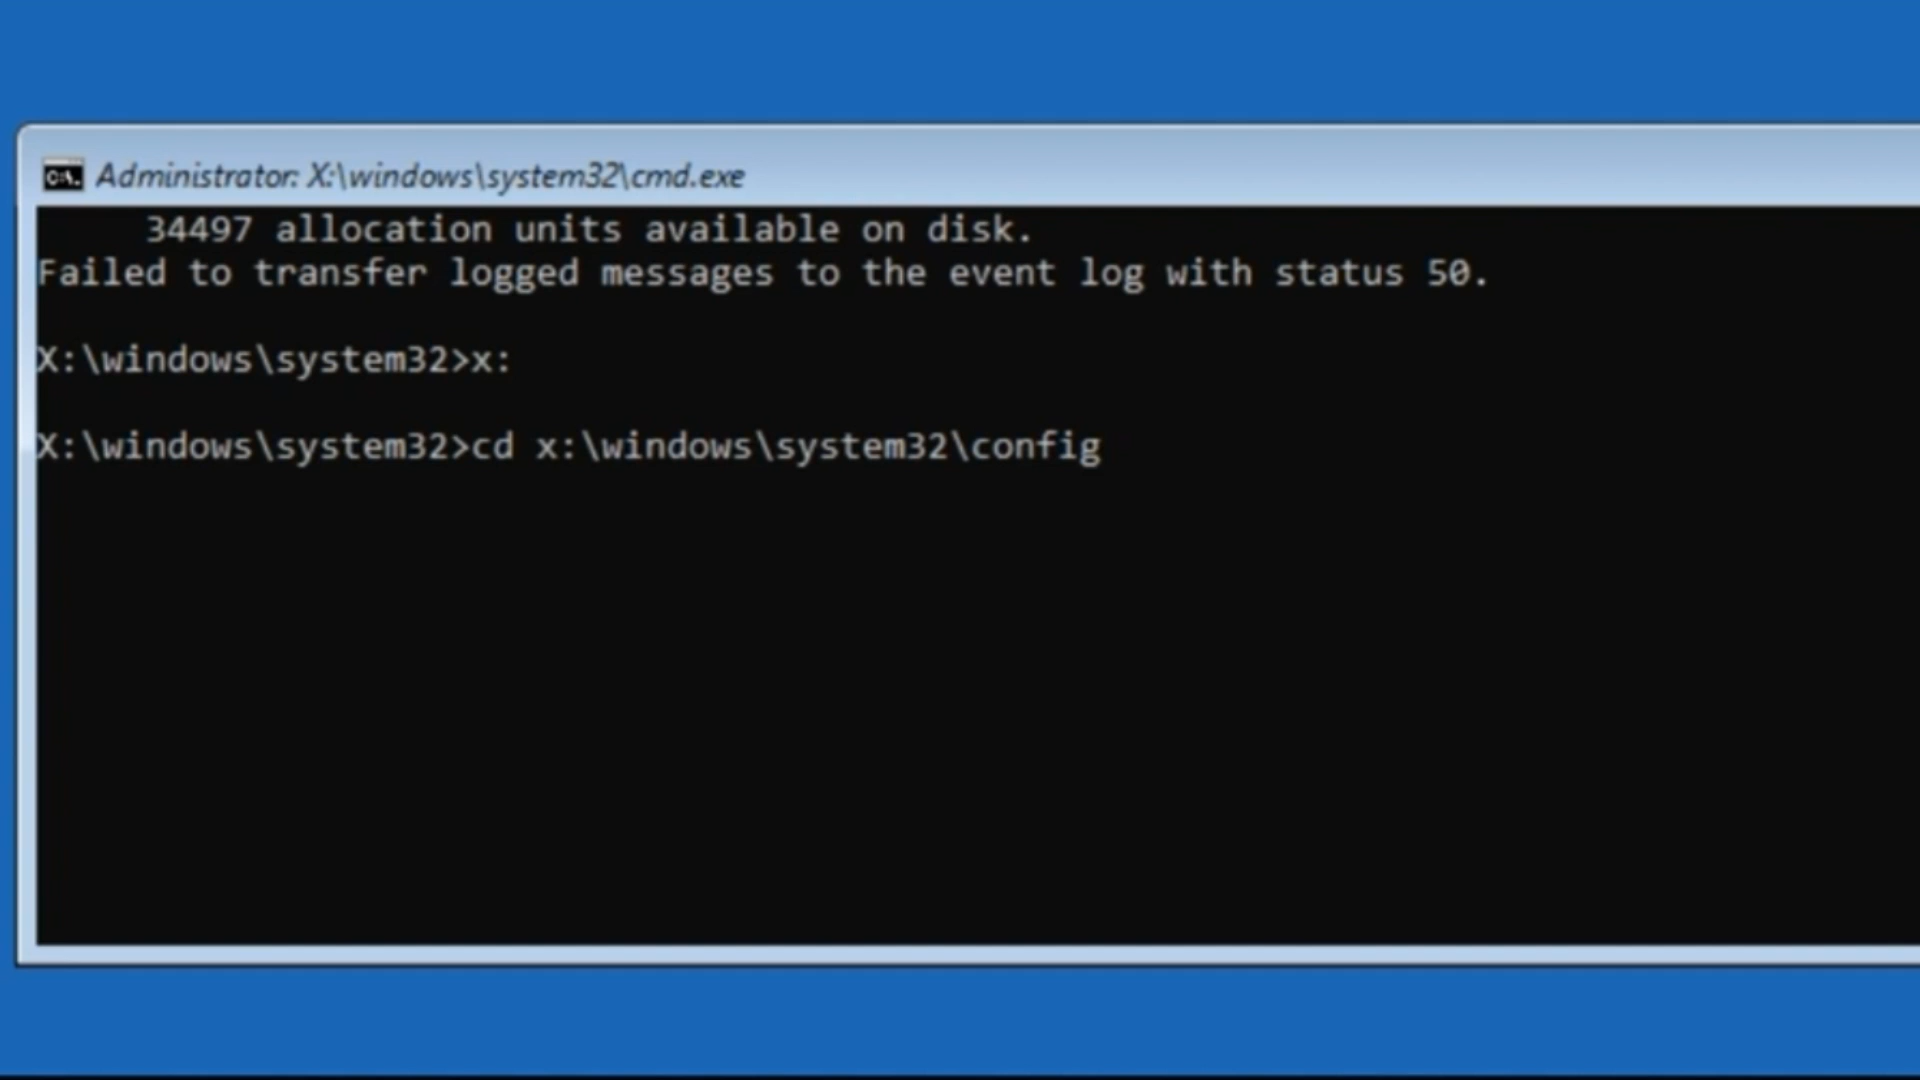 C:\.
Administrator: X:\windows\system32\cmd.exe
34497 allocation units available on disk.
Failed to transfer logged messages to the event log with status 50.
X:\windows\system32>x:
X:\windows\system32>cd x:\windows\system32\config